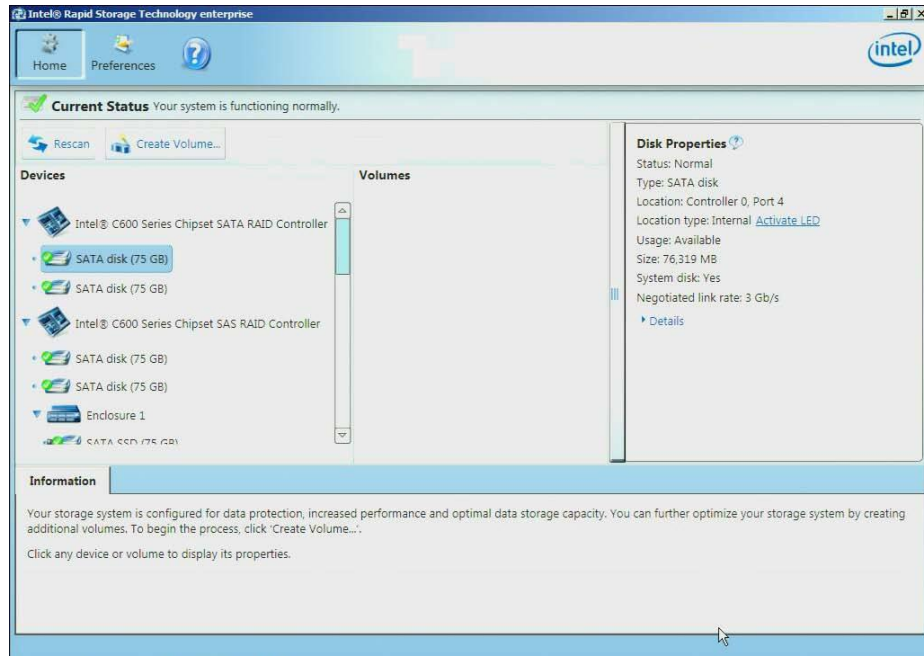 Intel® Rapid Storage Technology enterprise
Home
Preferences
intel
Current Status Your system is functioning normally.
Rescan
Create Volume...
Devices
Intel® C600 Series Chipset SATA RAID Controller
SATA disk (75 GB)
SATA disk (75 GB)
Intel® C600 Series Chipset SAS RAID Controller
SATA disk (75 GB)
SATA disk (75 GB)
Enclosure 1
SATA SSD (75 GB)
Volumes
Disk Properties ?
Status: Normal
Type: SATA disk
Location: Controller 0, Port 4
Location type: Internal Activate LED
Usage: Available
Size: 76,319 MB
System disk: Yes
Negotiated link rate: 3 Gb/s
Details
Information
Your storage system is configured for data protection, increased performance and optimal data storage capacity. You can further optimize your storage system by creating
additional volumes. To begin the process, click 'Create Volume...'.
Click any device or volume to display its properties.